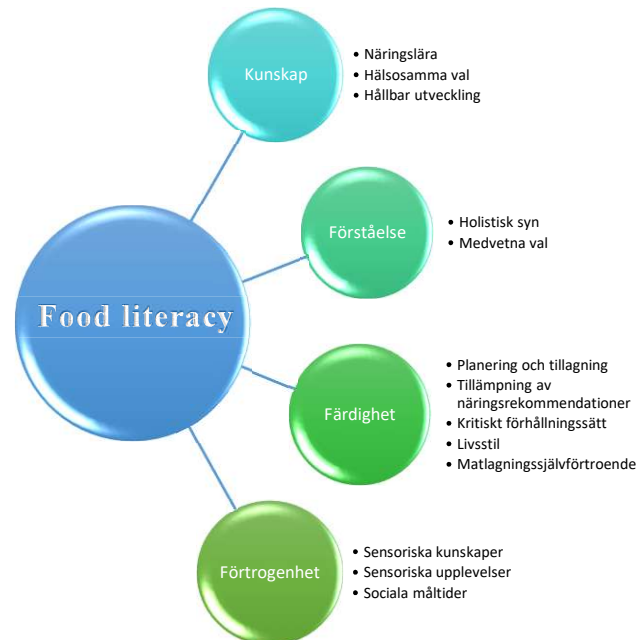 Kunskap
• Näringslära
• Hälsosamma val
• Hållbar utveckling
Förståelse
• Holistisk syn
• Medvetna val
Food literacy
Färdighet
• Planering och tillagning
• Tillämpning av
näringsrekommendationer
• Kritiskt förhållningssätt
• Livsstil
• Matlagningssjälvförtroende
Förtrogenhet
• Sensoriska kunskaper
• Sensoriska upplevelser
• Sociala måltider